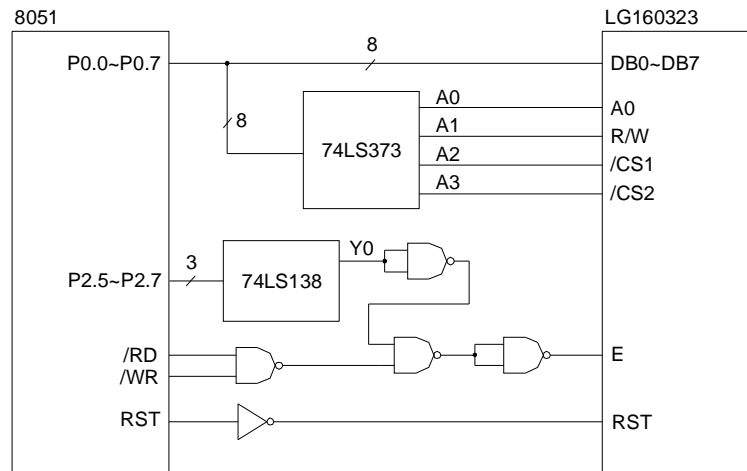 8051 LG160323
P0.0~P0.7 8 DB0~DB7
8 74LS373 A0 A0
A1 R/W
A2 /CS1
A3 /CS2
P2.5~P2.7 3 74LS138 Y0
/RD E
/WR
RST RST